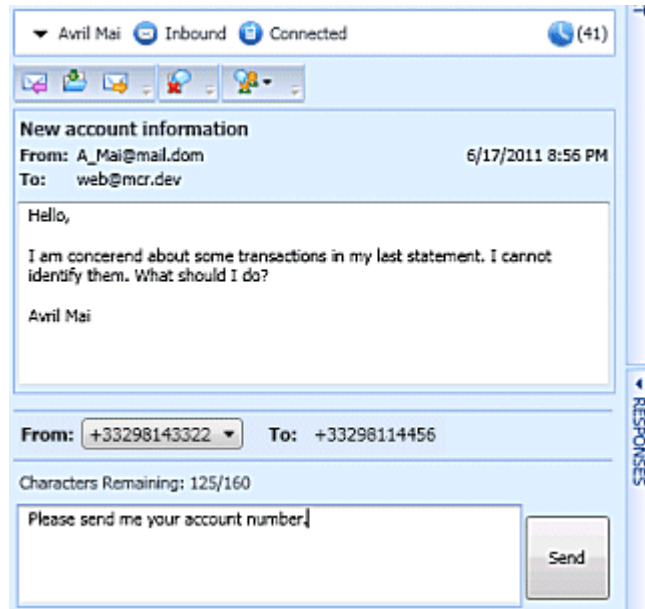 Avril Mai Inbound Connected (41)
New account information
From: A_Mai@mail.dom 6/17/2011 8:56 PM
To: web@mcr.dev
Hello,
I am concerend about some transactions in my last statement. I cannot
identify them. What should I do?
Avril Mai
RESPONSES
From: +33298143322 To: +33298114456
Characters Remaining: 125/160
Please send me your account number.
Send